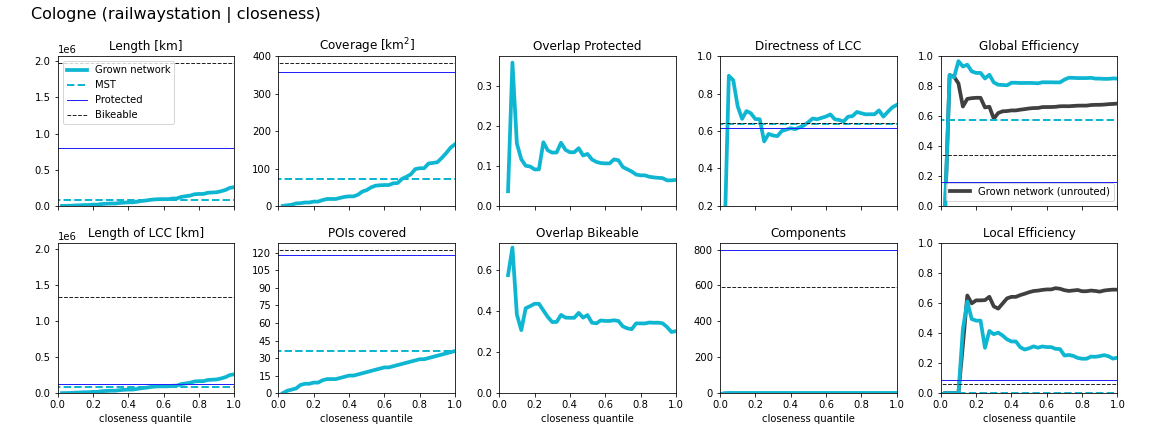 Cologne (railwaystation | closeness)
Length [km]
1e6
2.0
1.5
1.0
0.5
0.0
Grown network
MST
Protected
Bikeable
Coverage [km²]
400
300
200
100
0
Overlap Protected
0.3
0.2
0.1
0.0
Directness of LCC
1.0
0.8
0.6
0.4
0.2
Global Efficiency
1.0
0.8
0.6
0.4
0.2
0.0
Grown network (unrouted)
Length of LCC [km]
1e6
2.0
1.5
1.0
0.5
0.0
0.0 0.2 0.4 0.6 0.8 1.0
closeness quantile
POIs covered
120
105
90
75
60
45
30
15
0
0.2 0.4 0.6 0.8 1.0
closeness quantile
Overlap Bikeable
0.6
0.4
0.2
0.0
0.0 0.2 0.4 0.6 0.8 1.0
closeness quantile
Components
800
600
400
200
0
0.0 0.2 0.4 0.6 0.8 1.0
closeness quantile
Local Efficiency
1.0
0.8
0.6
0.4
0.2
0.0
0.0 0.2 0.4 0.6 0.8 1.0
closeness quantile